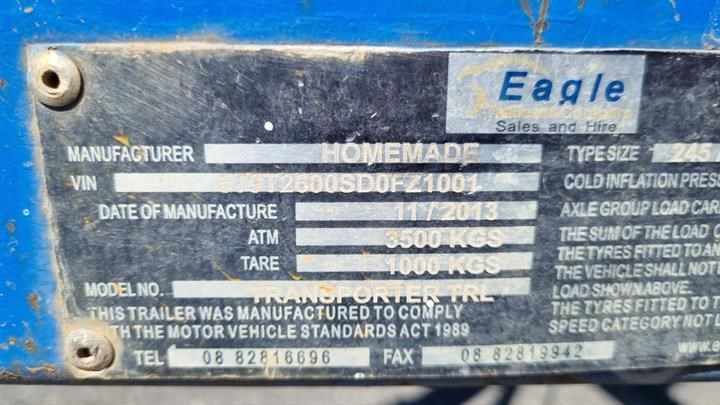 Eagle
Sales and Hire
MANUFACTURER HOMEMADE
VIN
DATE OF MANUFACTURE 11/2013
ATM 3500 KGS
TARE 1000 KGS
MODEL NO. TRANSPORTER TRL
THIS TRAILER WAS MANUFACTURED TO COMPLY
WITH THE MOTOR VEHICLE STANDARDS ACT 1989
TEL 08 82816696 FAX 08 82819942
TYPE SIZE 245
COLD INFLATION PRESS
AXLE GROUP LOAD CAR
THE SUM OF THE LOAD C
THE TYRES FITTED TO AN
THE VEHICLE SHALL NOT
LOAD SHOWN ABOVE.
THE TYRES FITTED TO T
SPEED CATEGORY NOT L
www.e